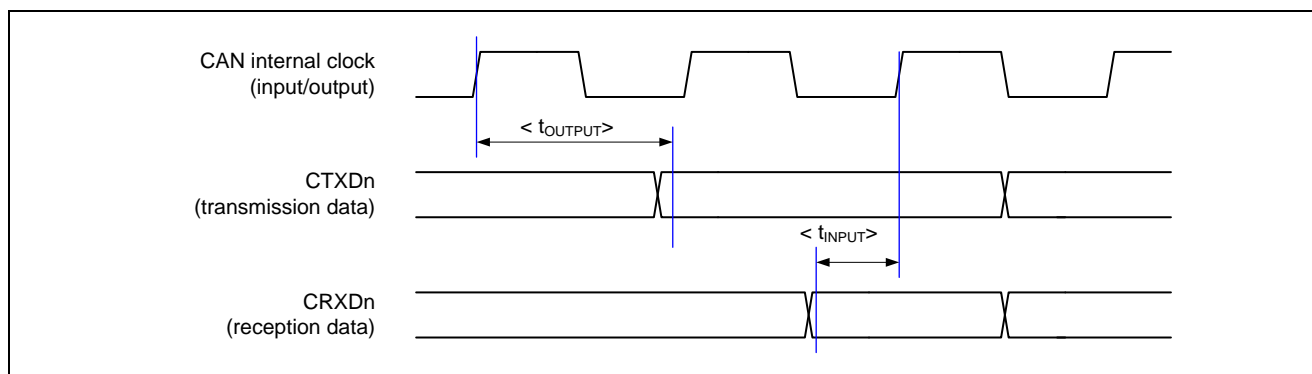 CAN internal clock
(input/output)
< tOUTPUT>
CTXDn
(transmission data)
< tINPUT>
CRXDn
(reception data)